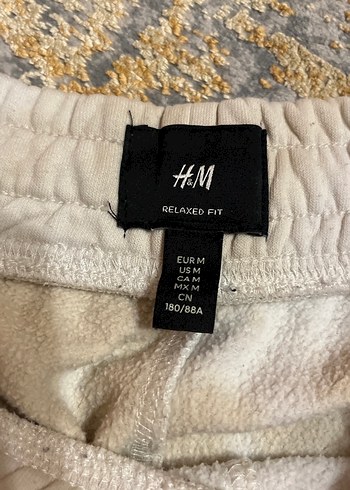 H&M
RELAXED FIT
EUR M
US M
CA M
MX M
CN
180/88A